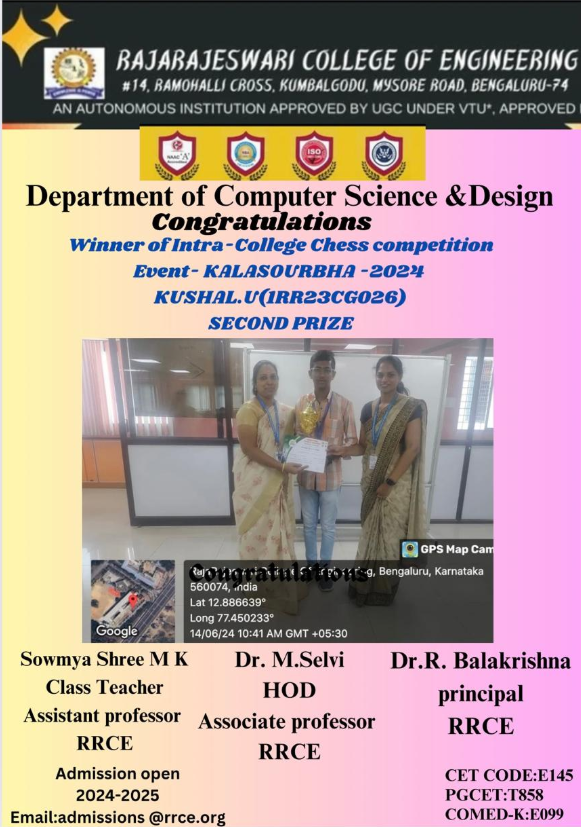 RAJARAJESWARI COLLEGE OF ENGINEERING
#14, RAMOHALLI CROSS, KUMBALGODU, MYSORE ROAD, BENGALURU-74
AN AUTONOMOUS INSTITUTION APPROVED BY UGC UNDER VTU*, APPROVED
NAAC "A"
ISO
Department of Computer Science &Design
Congratulations
Winner of Intra-College Chess competition
Event- KALASOURBHA -2024
KUSHAL.U(1RR23CG026)
SECOND PRIZE
GPS Map Cam
Engineering, Bengaluru, Karnataka
Congratulations
560074, India
Lat 12.886639°
Long 77.450233°
14/06/24 10:41 AM GMT +05:30
Google
Sowmya Shree M K
Class Teacher
Assistant professor
RRCE
Dr. M.Selvi
HOD
Associate professor
RRCE
Dr.R. Balakrishna
principal
RRCE
Admission open
2024-2025
Email:admissions @rrce.org
CET CODE:E145
PGCET:T858
COMED-K:E099